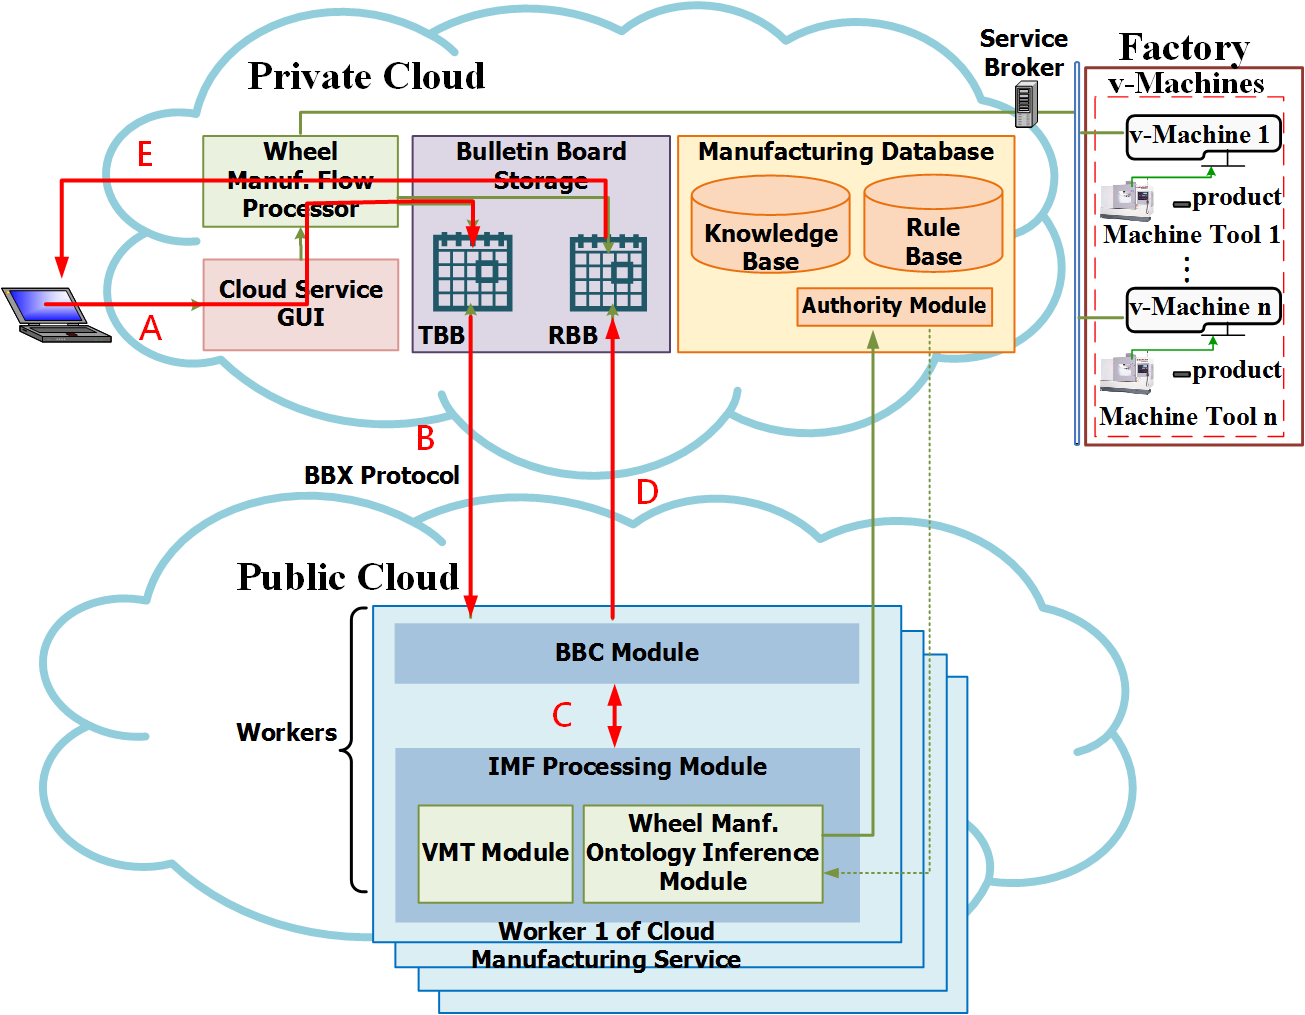 Private Cloud
Service
Broker
Factory
v-Machines
v-Machine 1
product
Machine Tool 1
v-Machine n
product
Machine Tool n
E
Wheel
Manuf. Flow
Processor
Bulletin Board
Storage
Manufacturing Database
Knowledge
Base
Rule
Base
Authority Module
Cloud Service
GUI
A
TBB
RBB
B
BBX Protocol
D
Public Cloud
Workers
BBC Module
C
IMF Processing Module
VMT Module
Wheel Manf.
Ontology Inference
Module
Worker 1 of Cloud
Manufacturing Service